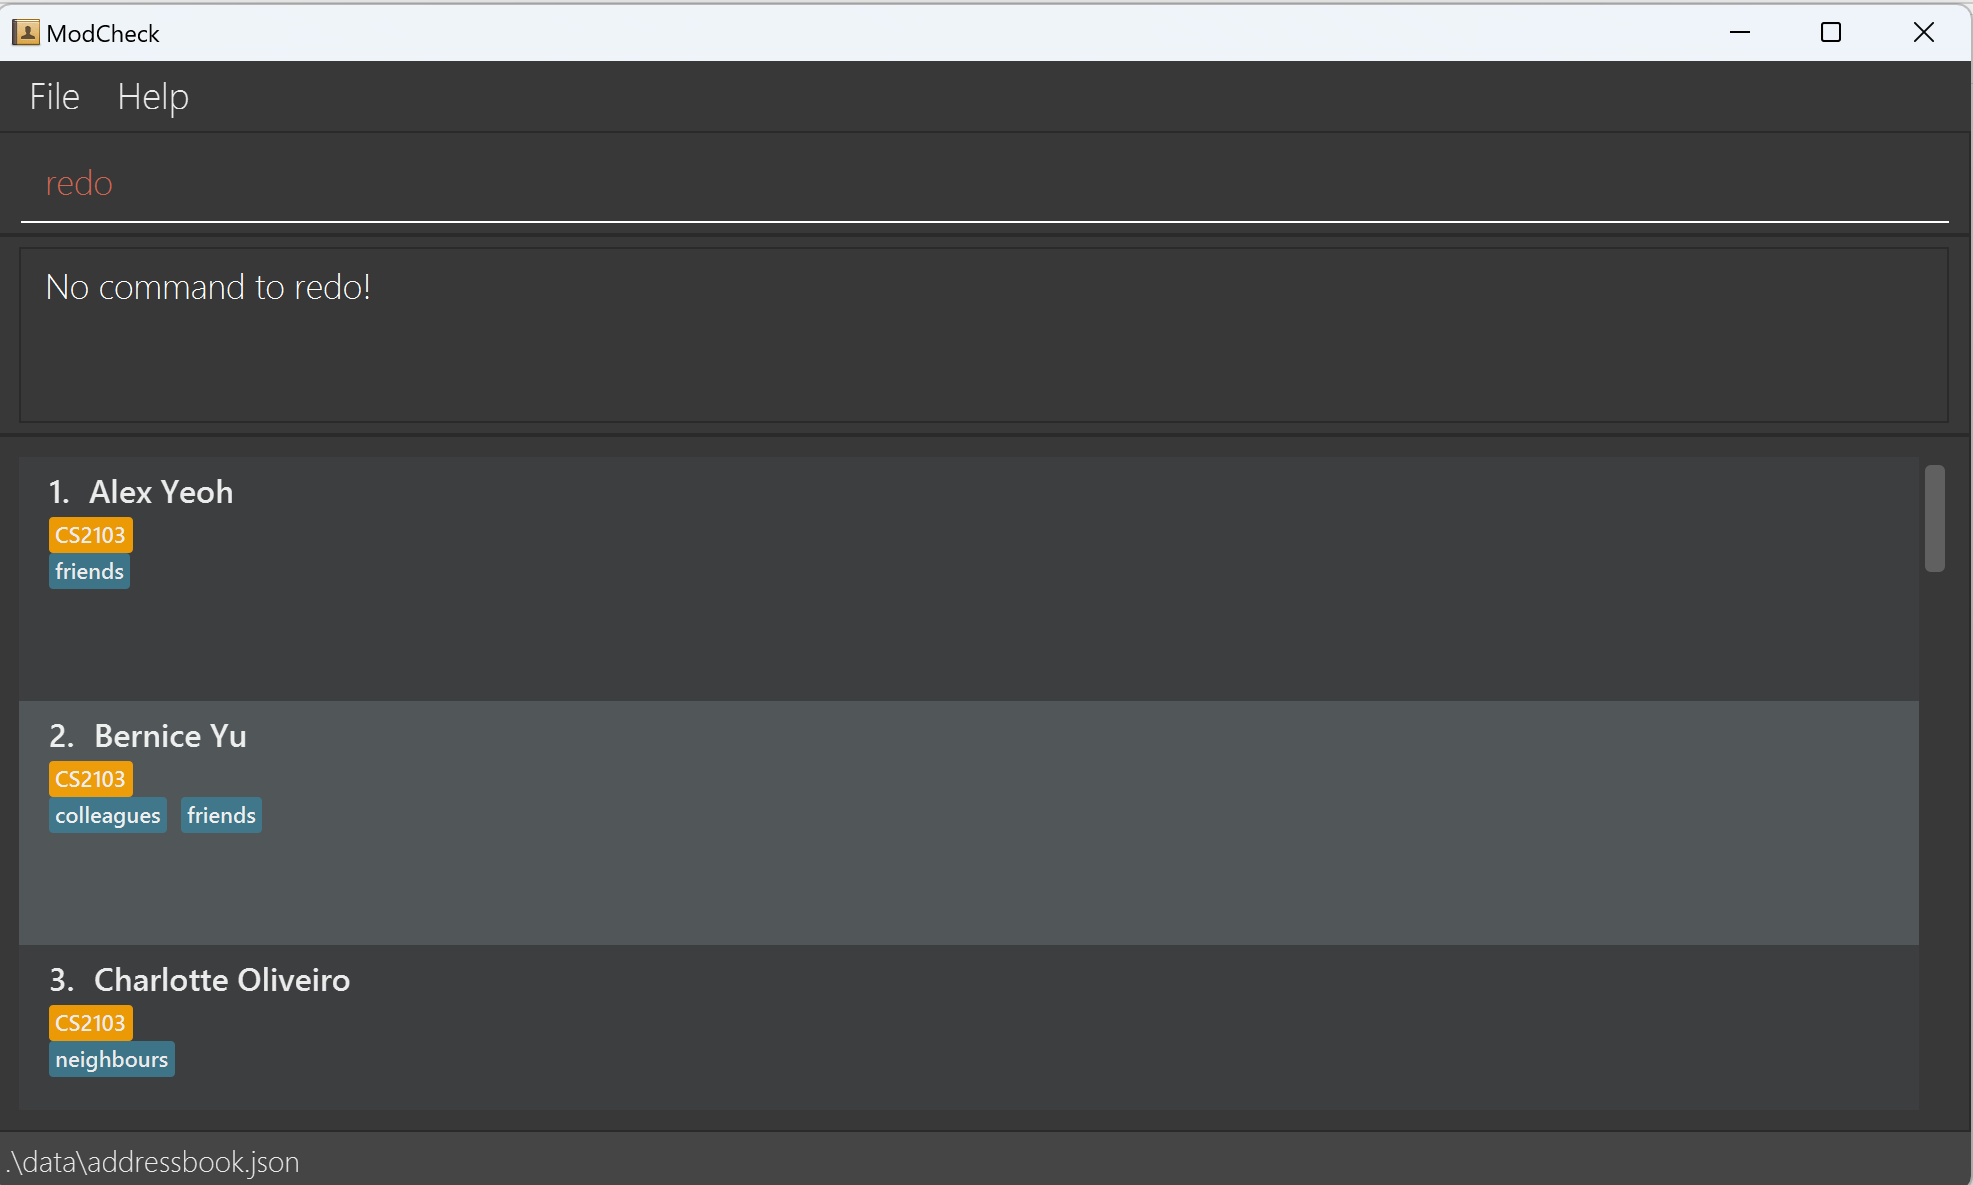 ModCheck
File Help
redo
No command to redo!
1. Alex Yeoh
CS2103
friends
2. Bernice Yu
CS2103
colleagues friends
3. Charlotte Oliveiro
CS2103
neighbours
.\data\addressbook.json